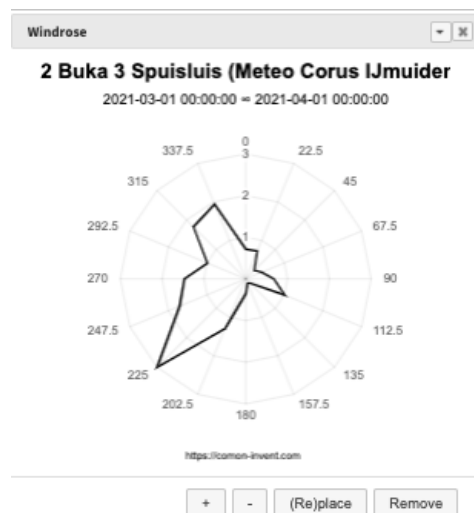 Windrose
2 Buka 3 Spuisluis (Meteo Corus IJmuider
2021-03-01 00:00:00 = 2021-04-01 00:00:00
0
337.5 22.5
3
315 45
2
292.5 67.5
1
270 90
247.5 112.5
225 135
202.5 157.5
180
https://comon-invent.com
+ - (Re)place Remove